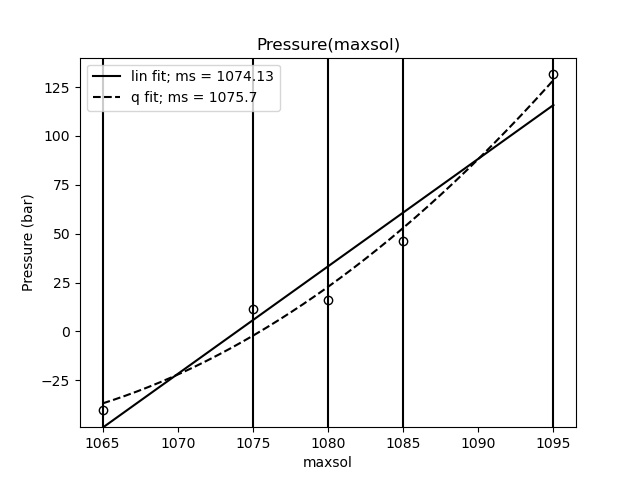 Pressure(maxsol)
lin fit; ms = 1074.13
q fit; ms = 1075.7
125
100
75
50
25
0
−25
Pressure (bar)
1065 1070 1075 1080 1085 1090 1095
maxsol